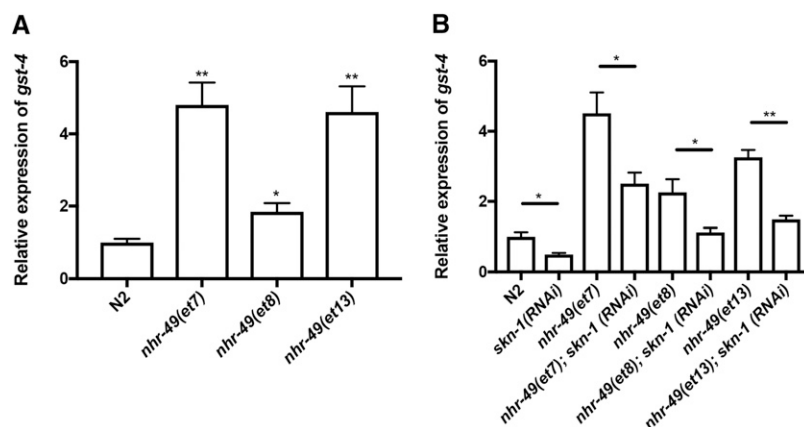 A
Relative expression of gst-4
6
4
2
0
**
*
**
N2
nhr-49(et7)
nhr-49(et8)
nhr-49(et13)
B
Relative expression of gst-4
6
4
2
0
*
*
*
**
N2
skn-1(RNAi)
nhr-49(et7)
nhr-49(et7); skn-1 (RNAi)
nhr-49(et8)
nhr-49(et8); skn-1 (RNAi)
nhr-49(et13)
nhr-49(et13); skn-1 (RNAi)